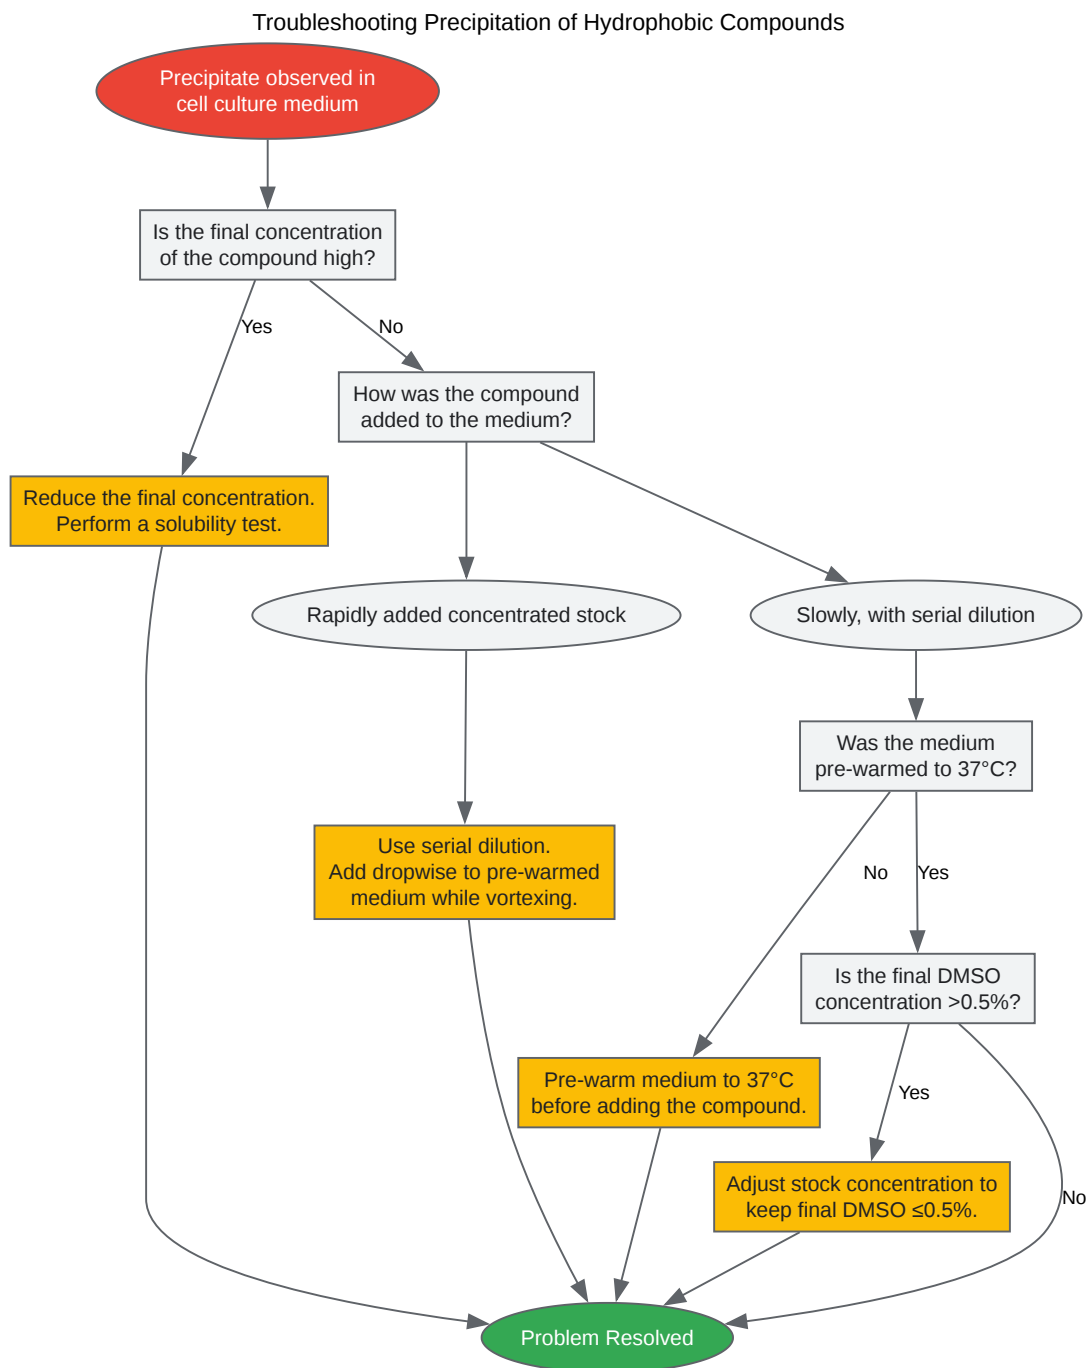 Troubleshooting Precipitation of Hydrophobic Compounds
Precipitate observed in
cell culture medium
Is the final concentration
of the compound high?
Yes
No
How was the compound
added to the medium?
Reduce the final concentration.
Perform a solubility test.
Rapidly added concentrated stock
Slowly, with serial dilution
Was the medium
pre-warmed to 37°C?
Use serial dilution.
Add dropwise to pre-warmed
medium while vortexing.
No
Yes
Is the final DMSO
concentration >0.5%?
Pre-warm medium to 37°C
before adding the compound.
Yes
Adjust stock concentration to
keep final DMSO ≤0.5%.
No
Problem Resolved